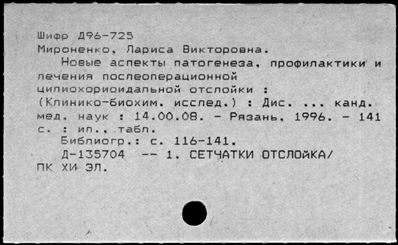 Шифр Д96-725
Мироненко, Лариса Викторовна.
Новые аспекты патогенеза, профилактики и
лечения послеоперационной
цилиохориоидальной отслойки :
(Клинико-Биохим. исслед.) : Дис. ... канд.
мед. наук : 14.00.08. - Рязань, 1996. - 141
с. : ил., табл.
Библиогр.: с. 116-141.
Д-135704 -- 1. СЕТЧАТКИ ОТСЛОйКА/
ПК ХИ ЭЛ.